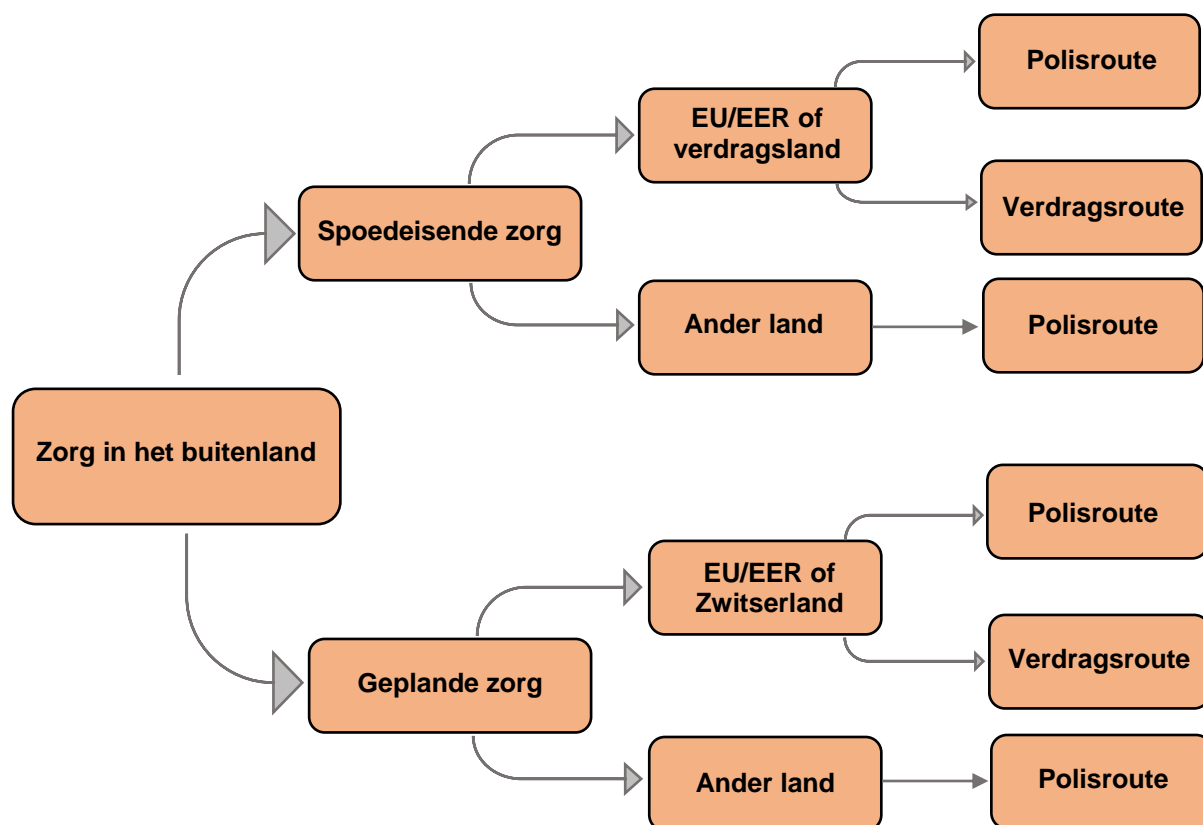 Polisroute
EU/EER of
verdragsland
Verdragsroute
Spoedeisende zorg
Ander land
Polisroute
Zorg in het buitenland
Polisroute
EU/EER of
Zwitserland
Verdragsroute
Geplande zorg
Ander land
Polisroute